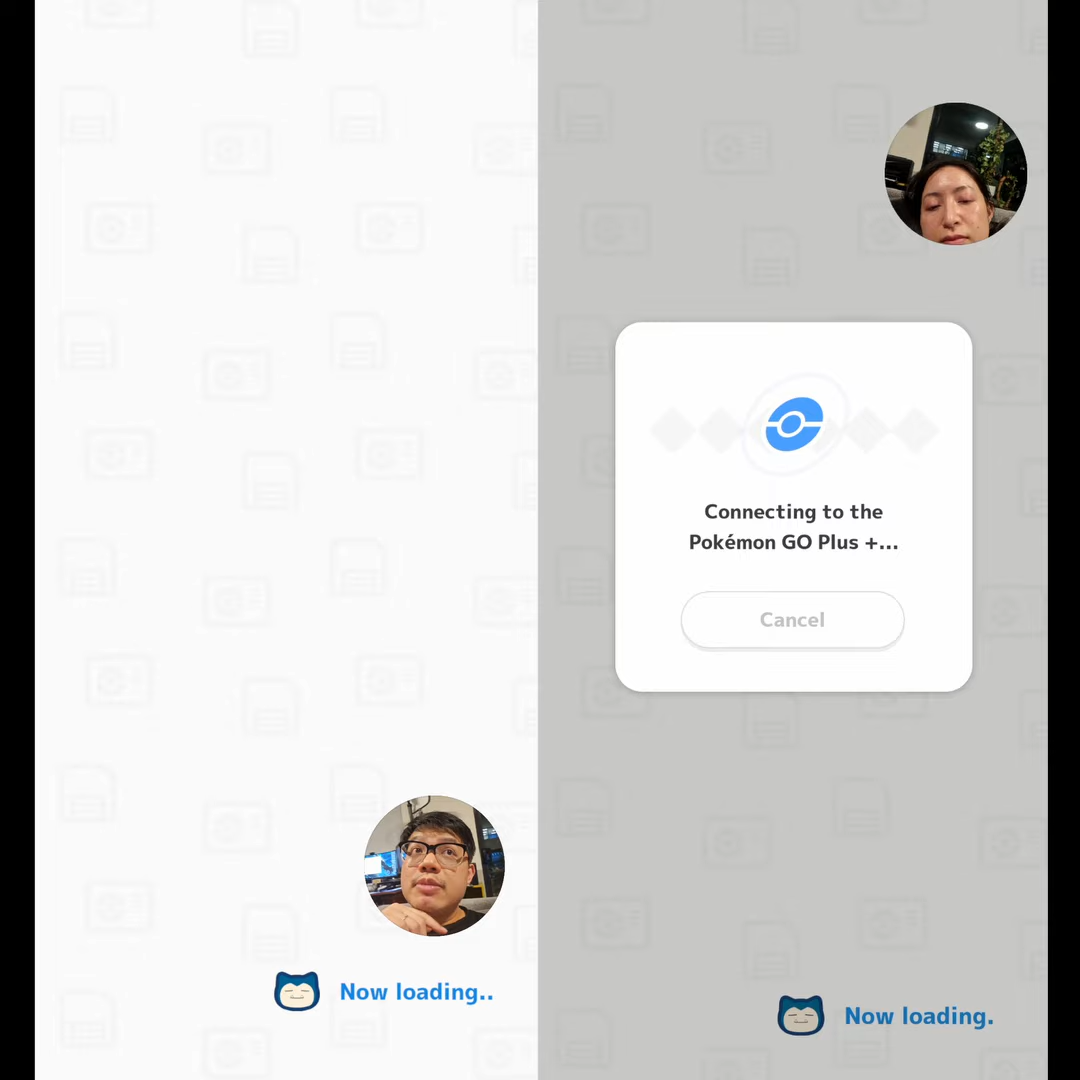 Connecting to the
Pokémon GO Plus +...
Cancel
Now loading..
Now loading.